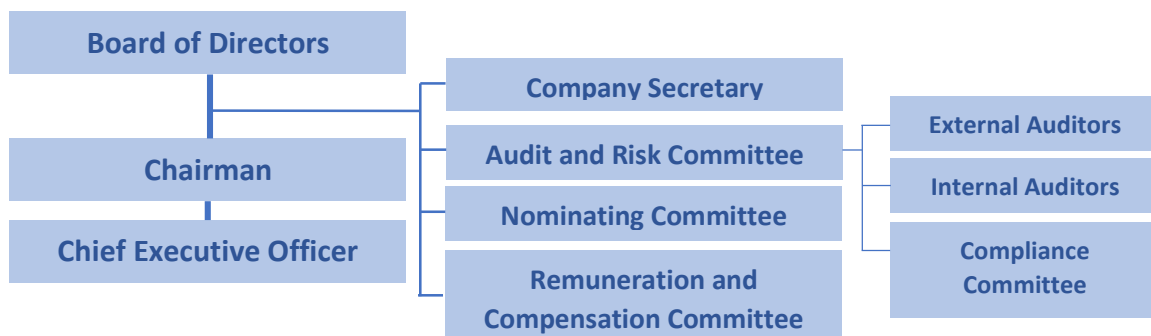 Board of Directors
Chairman
Chief Executive Officer
Company Secretary
Audit and Risk Committee
Nominating Committee
Remuneration and
Compensation Committee
External Auditors
Internal Auditors
Compliance
Committee